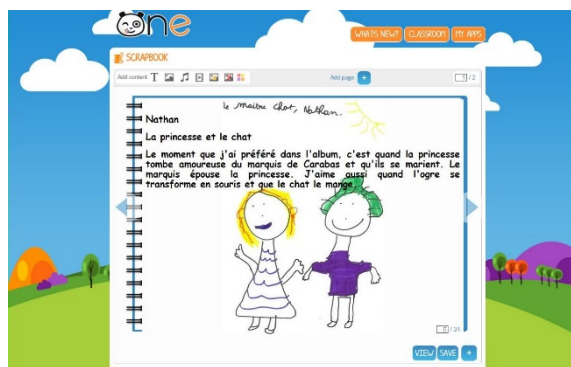 One
WHAT'S NEW? CLASSROOM MY APPS
SCRAPBOOK
Add content T
Add page +
1 / 2
le maître chat, Nathan.
Nathan
La princesse et le chat
Le moment que j'ai préféré dans l'album, c'est quand la princesse
tombe amoureuse du marquis de Carabas et qu'ils se marient. Le
marquis épouse la princesse. J'aime aussi quand l'ogre se
transforme en souris et que le chat le mange.
VIEW SAVE +